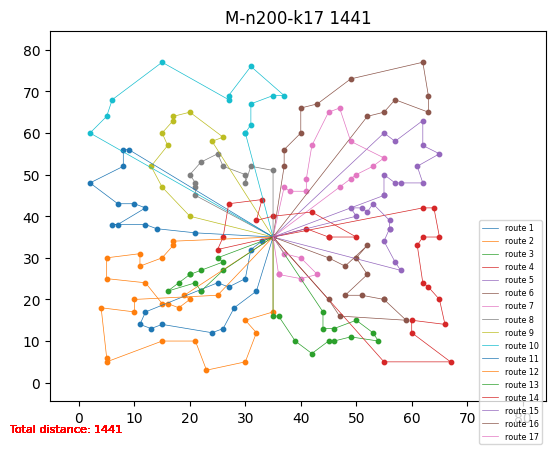 M-n200-k17 1441
80
70
60
50
40
30
20
10
0
0
10
20
30
40
50
60
70
80
route 1
route 2
route 3
route 4
route 5
route 6
route 7
route 8
route 9
route 10
route 11
route 12
route 13
route 14
route 15
route 16
route 17
Total distance: 1441